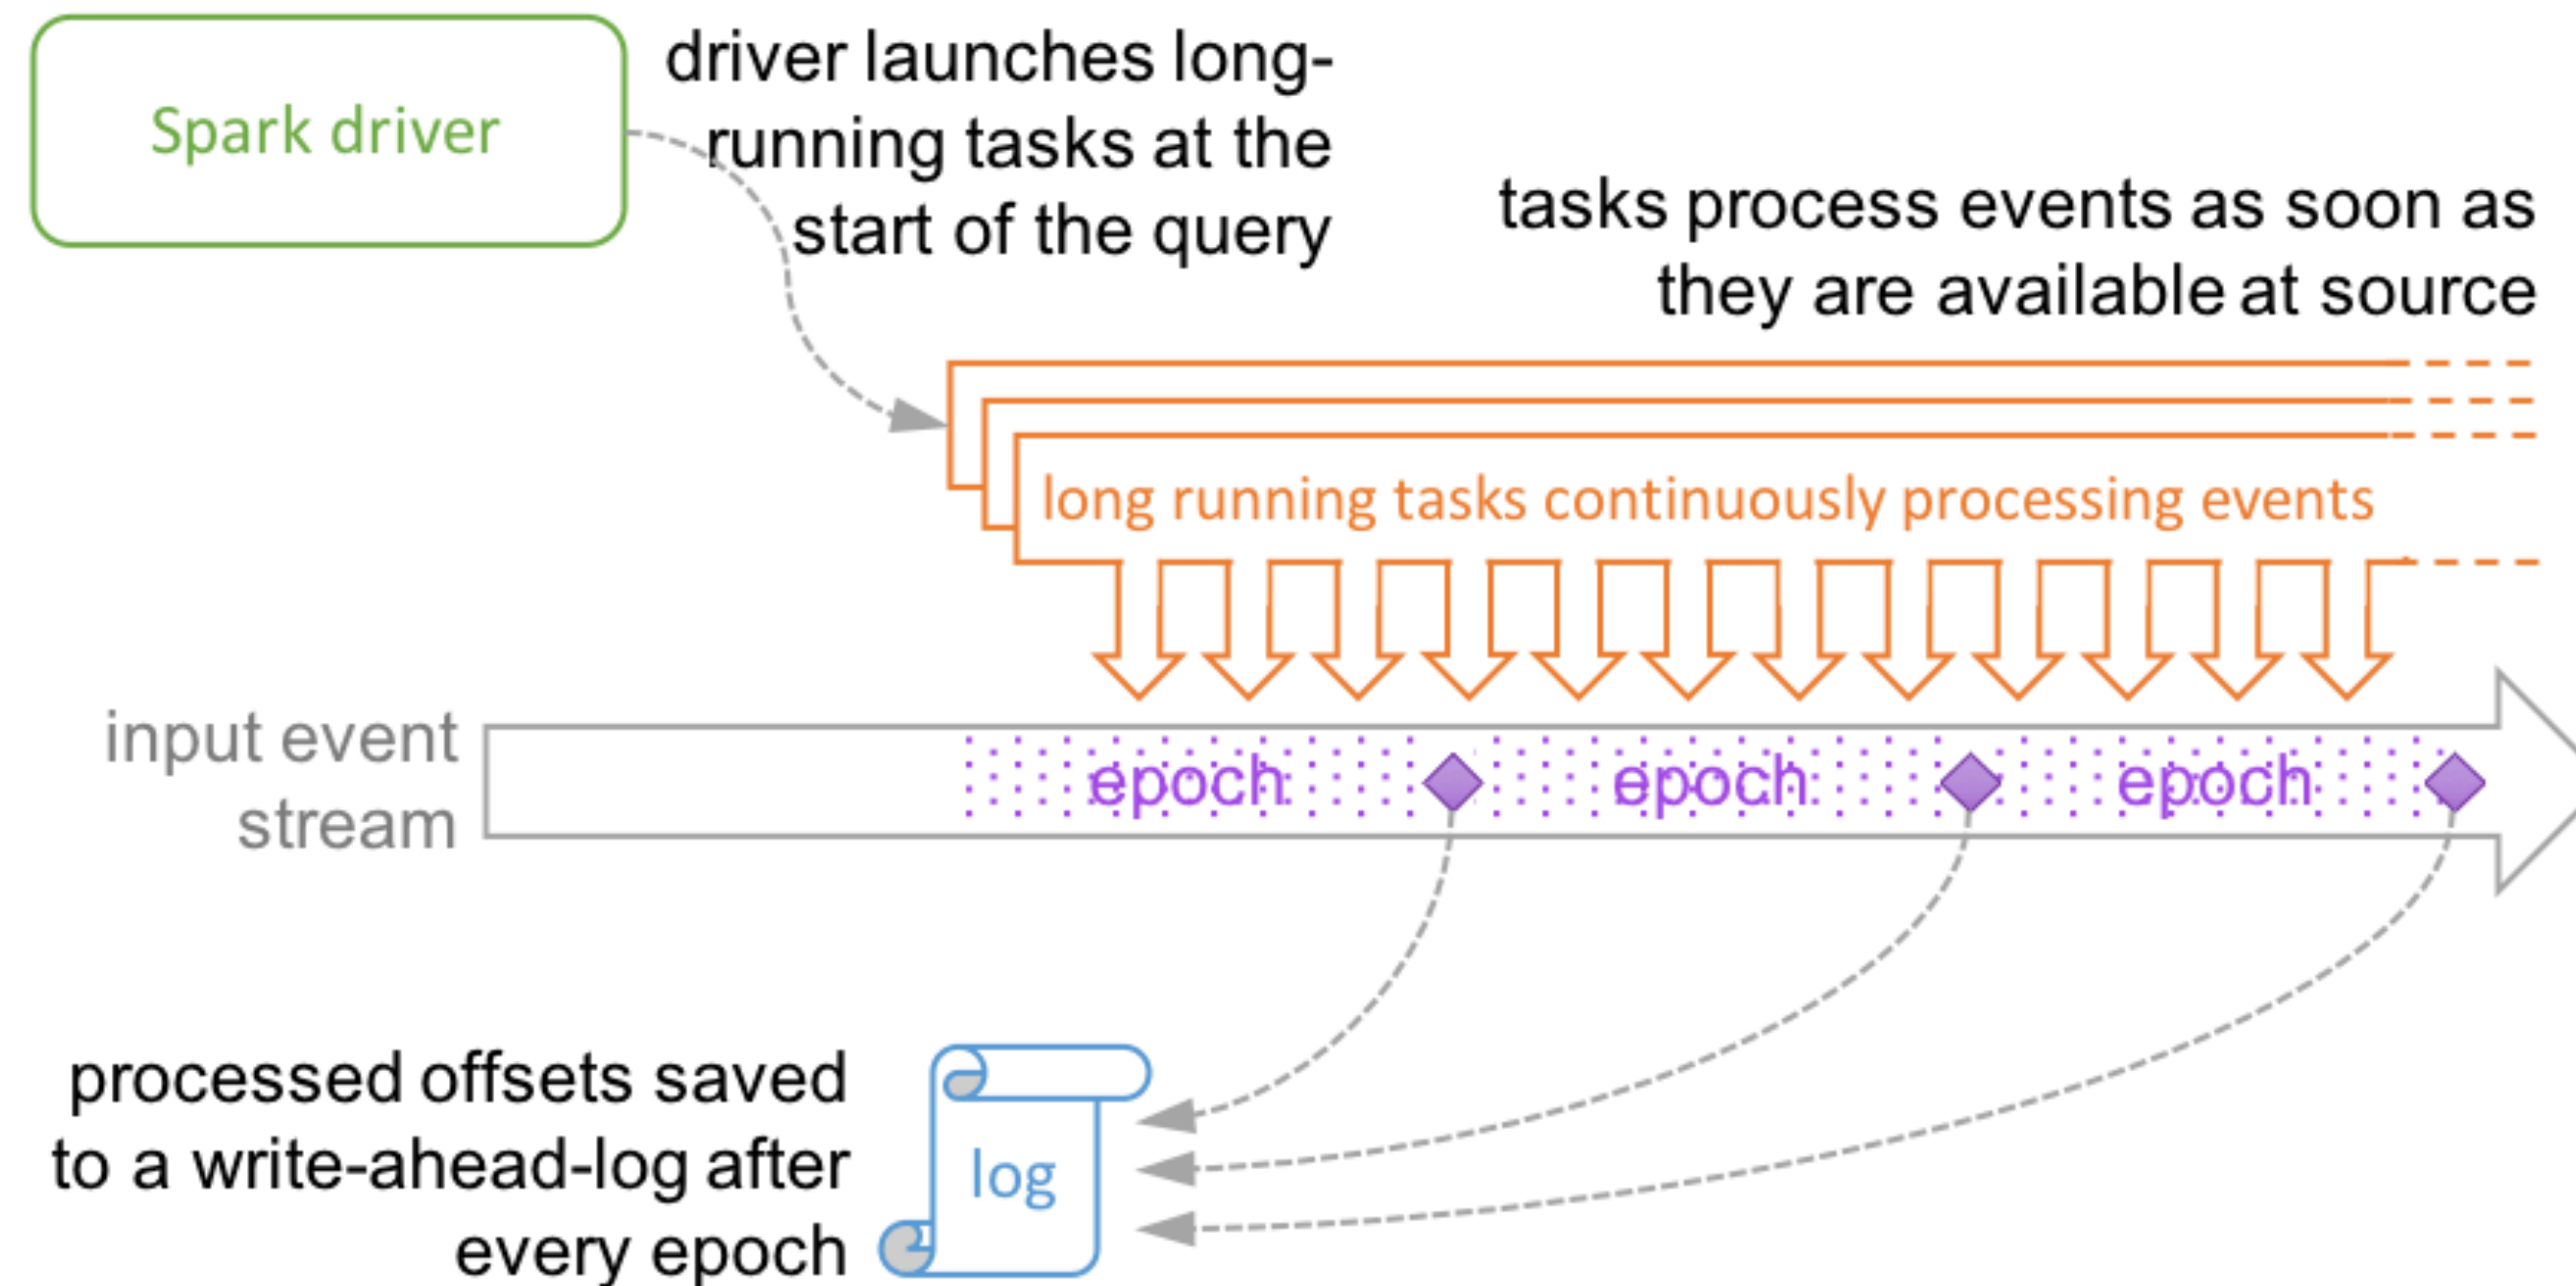 Spark driver
driver launches long-
running tasks at the
start of the query
tasks process events as soon as
they are available at source
long running tasks continuously processing events
input event
stream
epoch
epoch
epoch
processed offsets saved
to a write-ahead-log after
every epoch
log